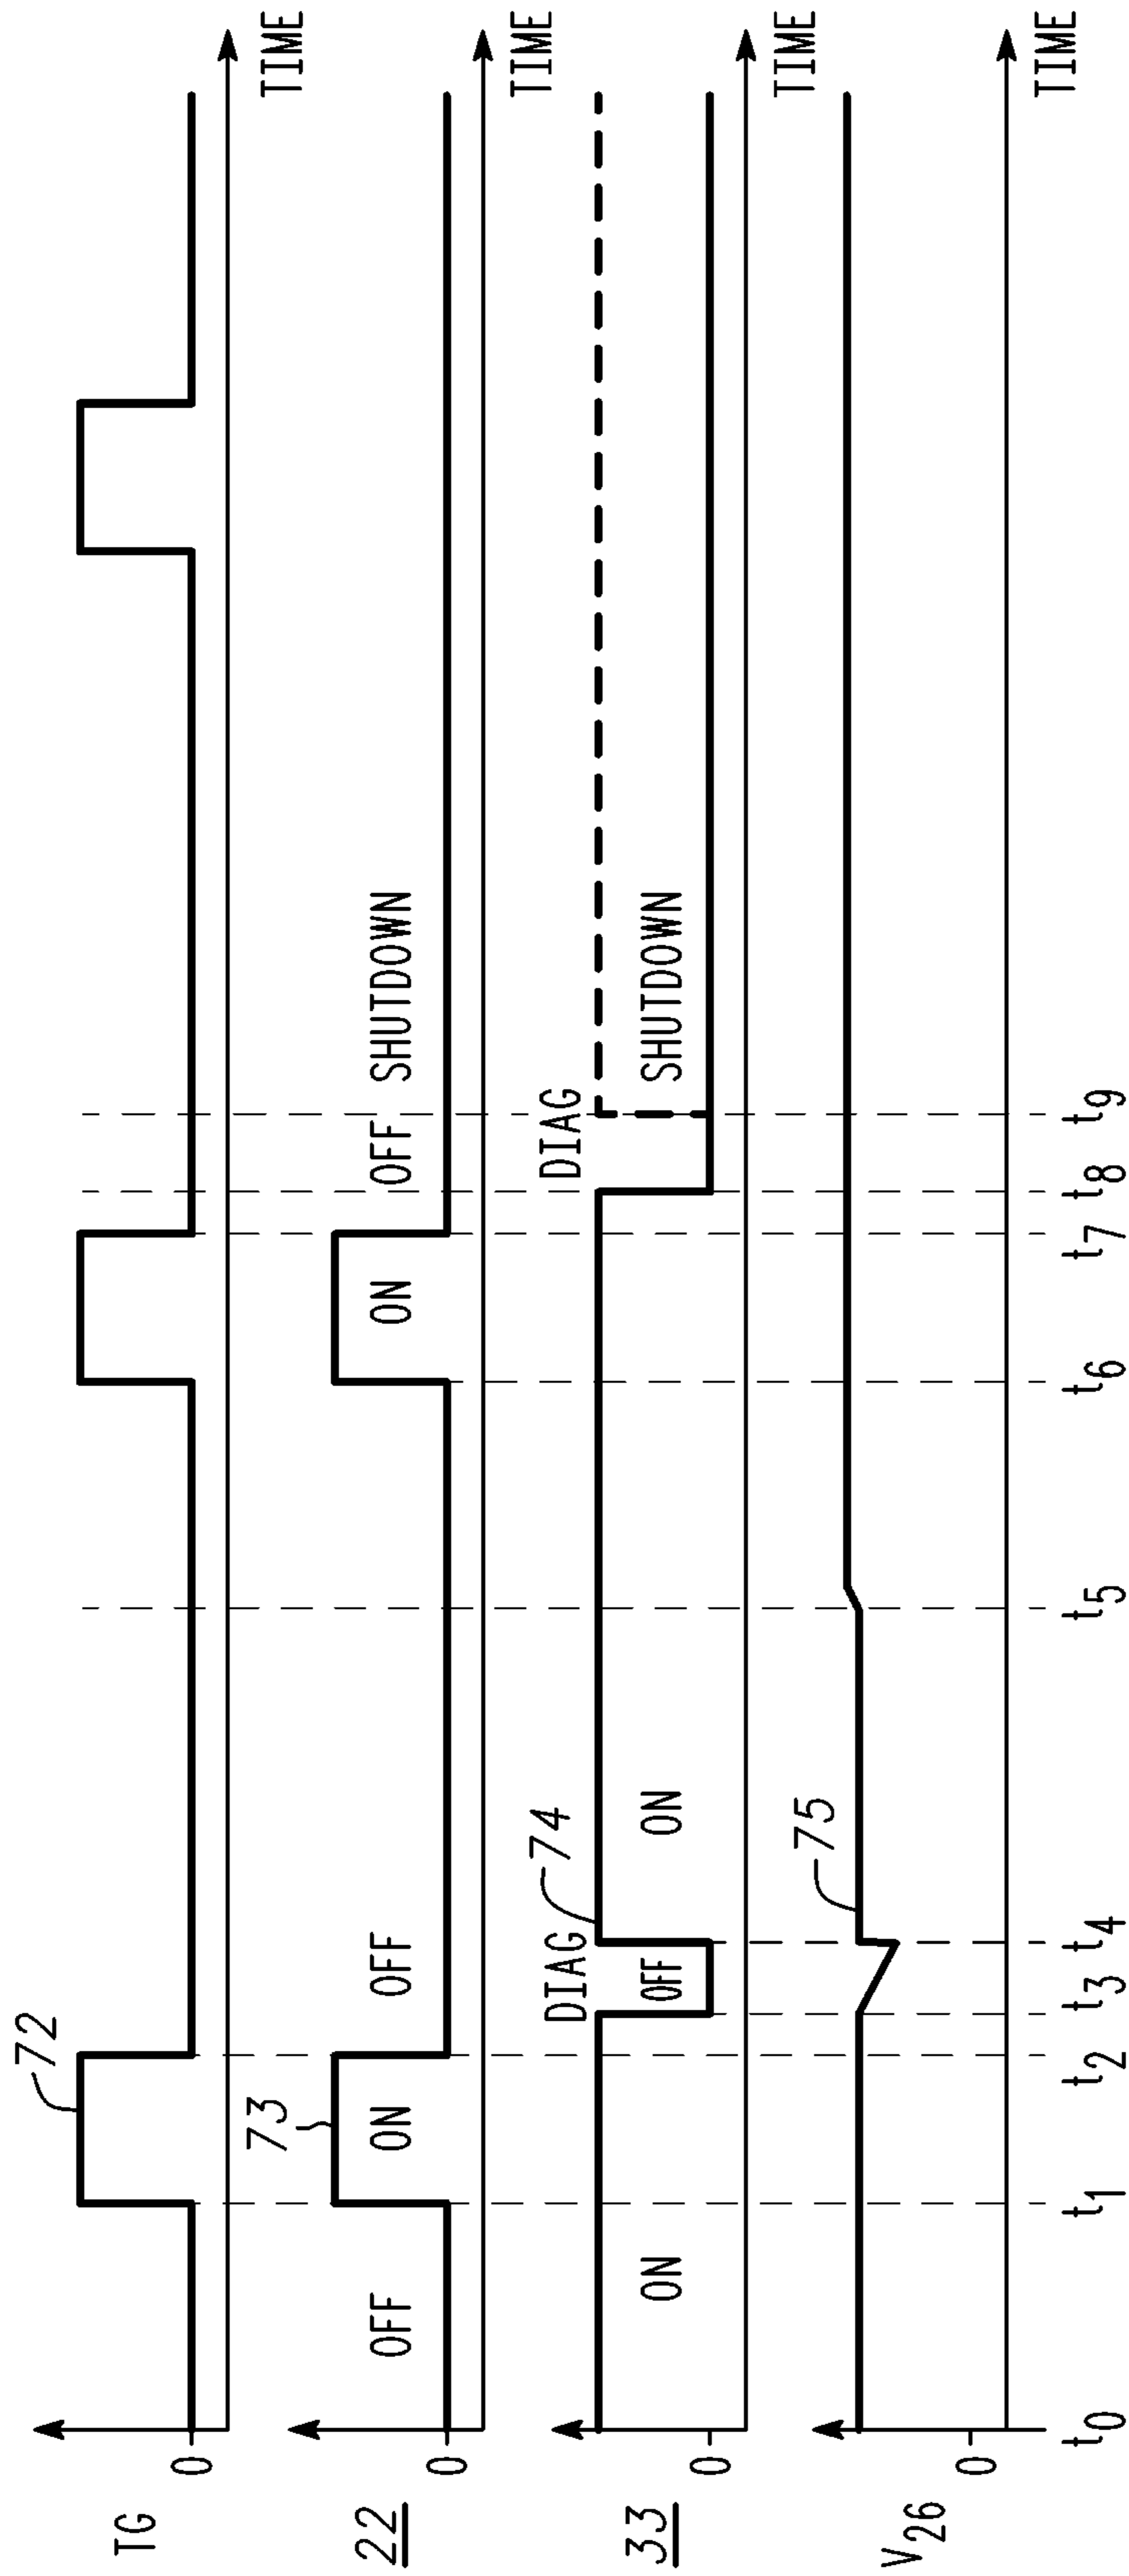 TG
0
72
TIME
22
0
OFF
73
ON
OFF
ON
OFF
SHUTDOWN
TIME
33
0
ON
DIAG
OFF
74
ON
DIAG
SHUTDOWN
TIME
V26
0
75
TIME
t0
t1
t2
t3
t4
t5
t6
t7
t8
t9